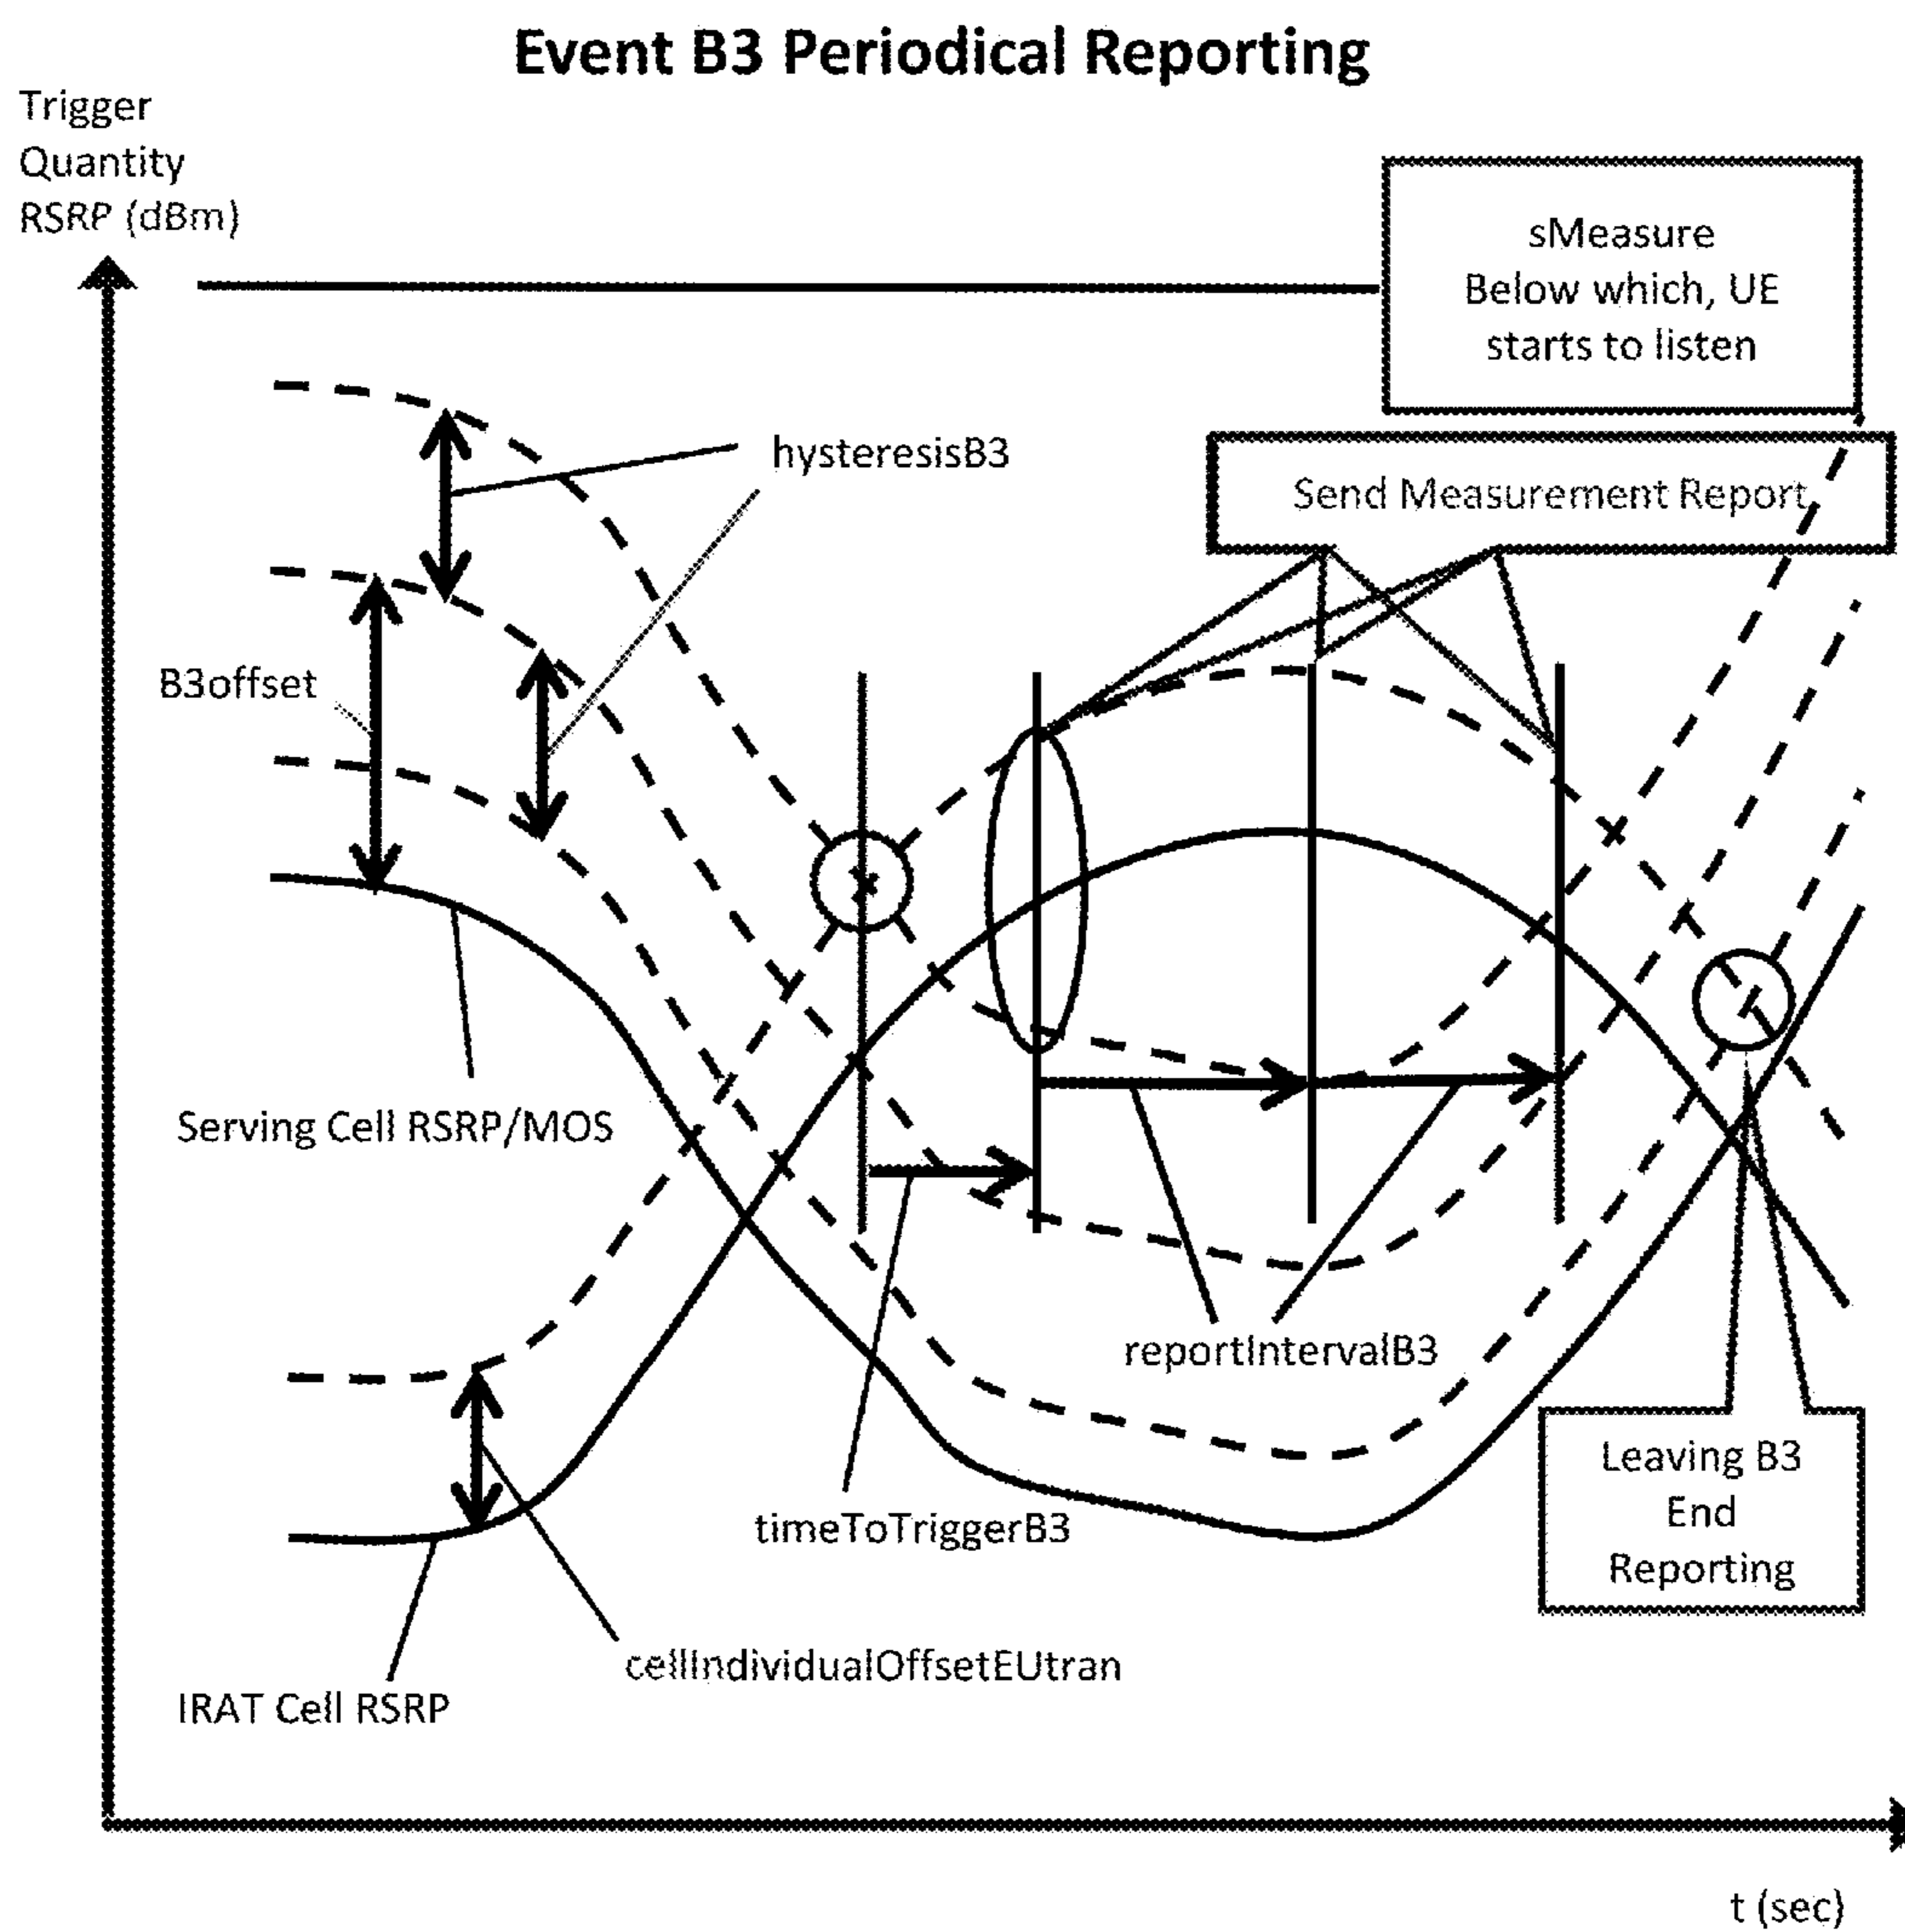 Event B3 Periodical Reporting
Trigger
Quantity
RSRP (dBm)
sMeasure
Below which, UE
starts to listen
hysteresisB3
Send Measurement Report
B3offset
Serving Cell RSRP/MOS
reportIntervalB3
Leaving B3
End
Reporting
timeToTriggerB3
cellIndividualOffsetEUtran
IRAT Cell RSRP
t (sec)